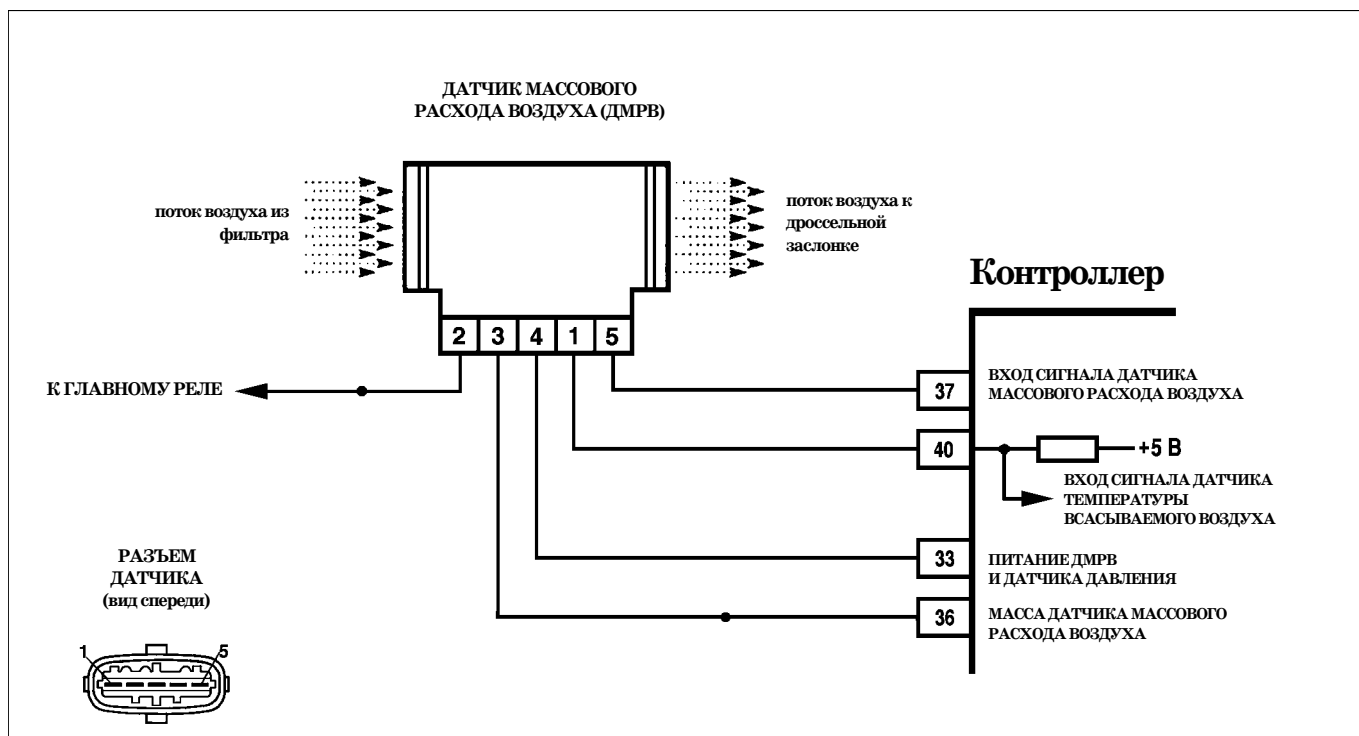 ДАТЧИК МАССОВОГО
РАСХОДА ВОЗДУХА (ДМРВ)
поток воздуха из
фильтра
поток воздуха к
дроссельной
заслонке
Контроллер
2 3 4 1 5
К ГЛАВНОМУ РЕЛЕ
37
ВХОД СИГНАЛА ДАТЧИКА
МАССОВОГО РАСХОДА ВОЗДУХА
40
+5 В
ВХОД СИГНАЛА ДАТЧИКА
ТЕМПЕРАТУРЫ
ВСАСЫВАЕМОГО ВОЗДУХА
33
ПИТАНИЕ ДМРВ
И ДАТЧИКА ДАВЛЕНИЯ
36
МАССА ДАТЧИКА МАССОВОГО
РАСХОДА ВОЗДУХА
РАЗЪЕМ
ДАТЧИКА
(вид спереди)
1 5